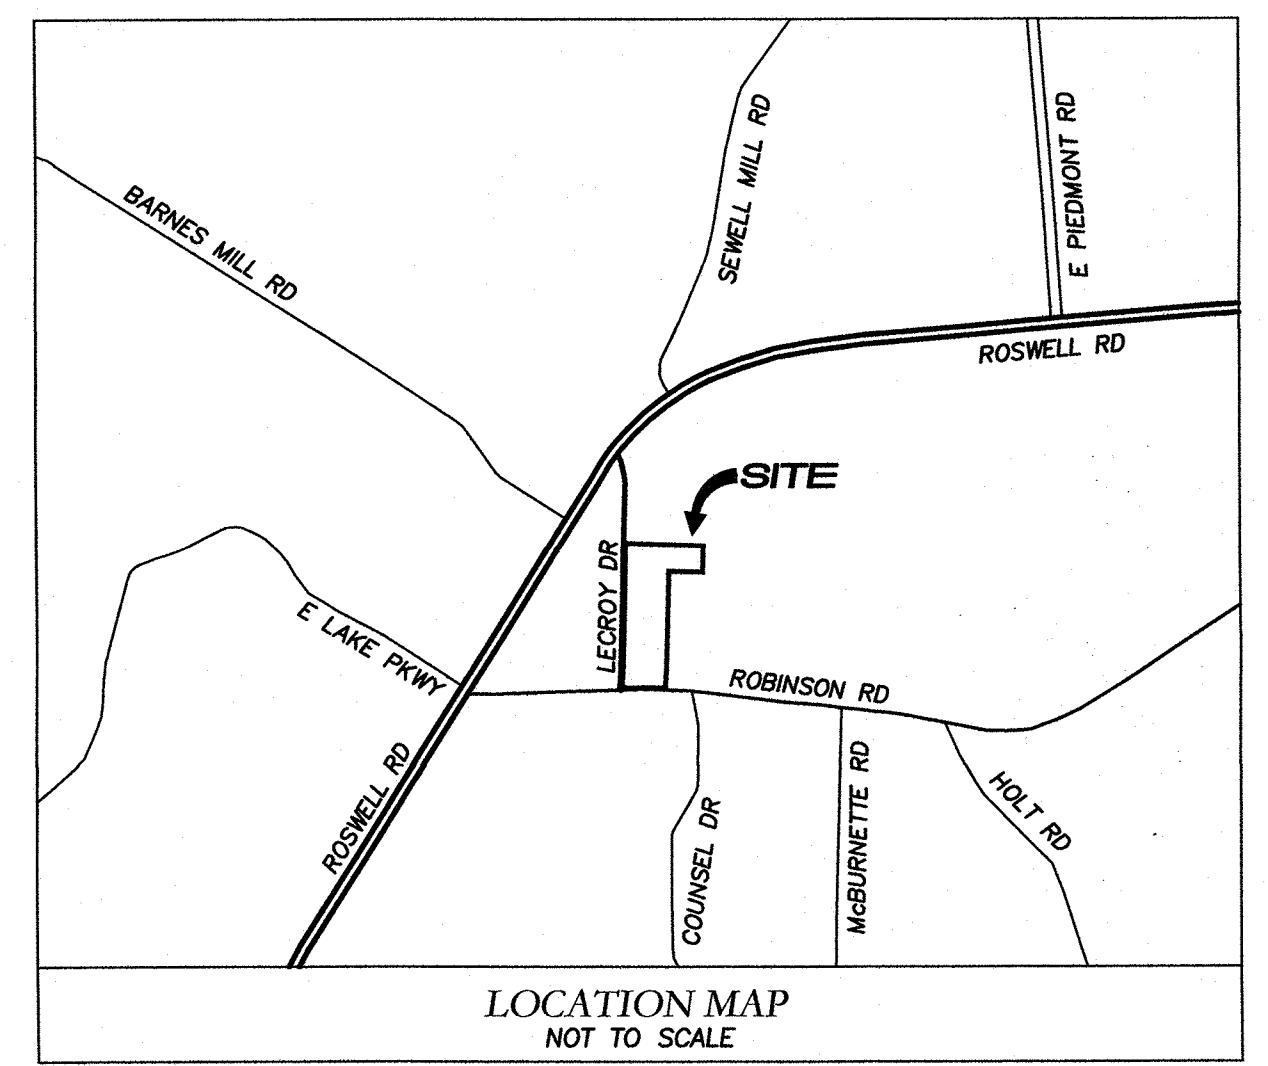 SEWELL MILL RD
E PIEDMONT RD
BARNES MILL RD
ROSWELL RD
SITE
LECROY DR
E LAKE PKWY
ROBINSON RD
ROSWELL RD
COUNSEL DR
McBURNETTE RD
HOLT RD
LOCATION MAP
NOT TO SCALE